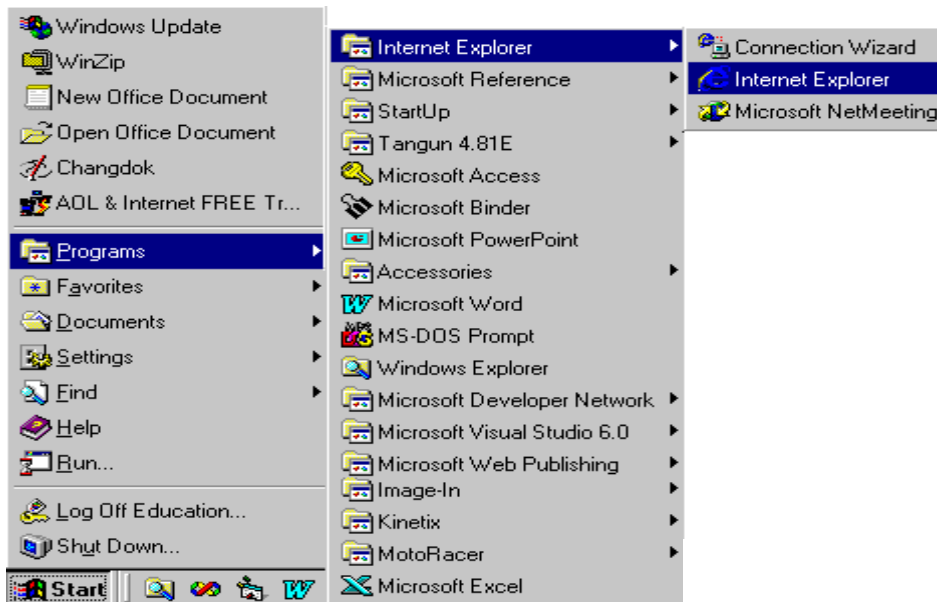 Windows Update
WinZip
New Office Document
Open Office Document
Changdok
AOL & Internet FREE Tr...
Programs
Favorites
Documents
Settings
Find
Help
Run...
Log Off Education...
Shut Down...
Start
Internet Explorer
Microsoft Reference
StartUp
Tangun 4.81E
Microsoft Access
Microsoft Binder
Microsoft PowerPoint
Accessories
Microsoft Word
MS-DOS Prompt
Windows Explorer
Microsoft Developer Network
Microsoft Visual Studio 6.0
Microsoft Web Publishing
Image-In
Kinetix
MotoRacer
Microsoft Excel
Connection Wizard
Internet Explorer
Microsoft NetMeeting